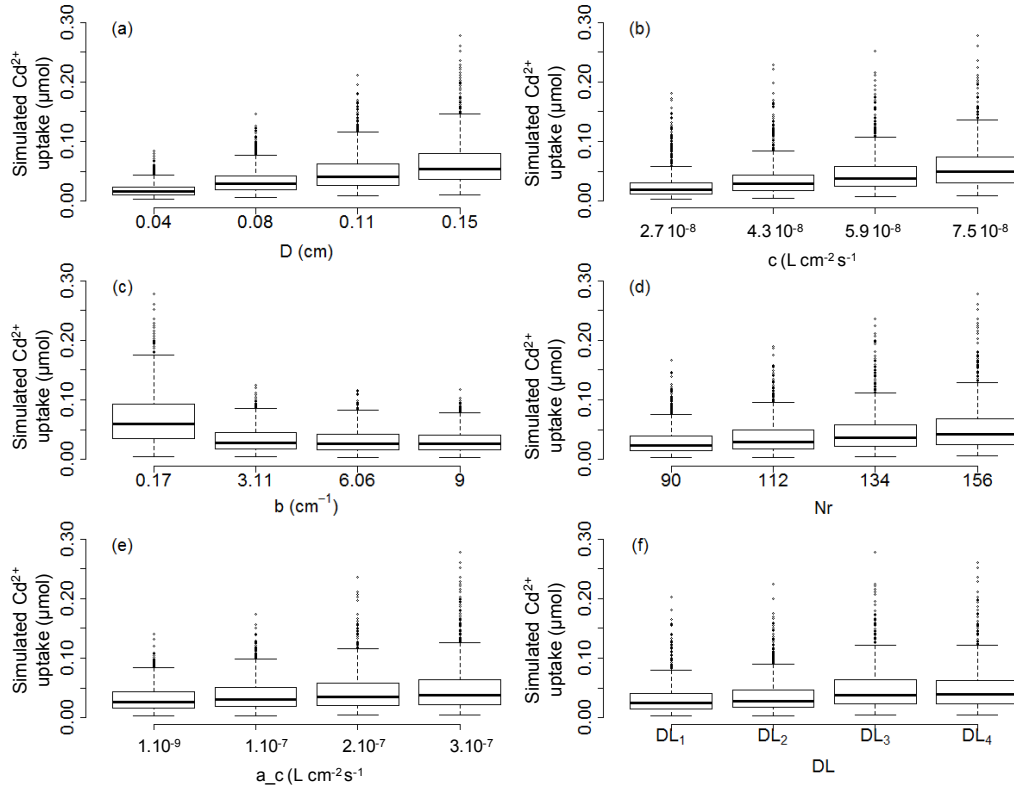 (a)
Simulated Cd²⁺
uptake (µmol)
0.00 0.10 0.20 0.30
0.04 0.08 0.11 0.15
D (cm)
(b)
Simulated Cd²⁺
uptake (µmol)
0.00 0.10 0.20 0.30
2.7 10⁻⁸ 4.3 10⁻⁸ 5.9 10⁻⁸ 7.5 10⁻⁸
c (L cm⁻² s⁻¹
(c)
Simulated Cd²⁺
uptake (µmol)
0.00 0.10 0.20 0.30
0.17 3.11 6.06 9
b (cm⁻¹)
(d)
Simulated Cd²⁺
uptake (µmol)
0.00 0.10 0.20 0.30
90 112 134 156
Nr
(e)
Simulated Cd²⁺
uptake (µmol)
0.00 0.10 0.20 0.30
1.10⁻⁹ 1.10⁻⁷ 2.10⁻⁷ 3.10⁻⁷
a_c (L cm⁻² s⁻¹
(f)
Simulated Cd²⁺
uptake (µmol)
0.00 0.10 0.20 0.30
DL₁ DL₂ DL₃ DL₄
DL